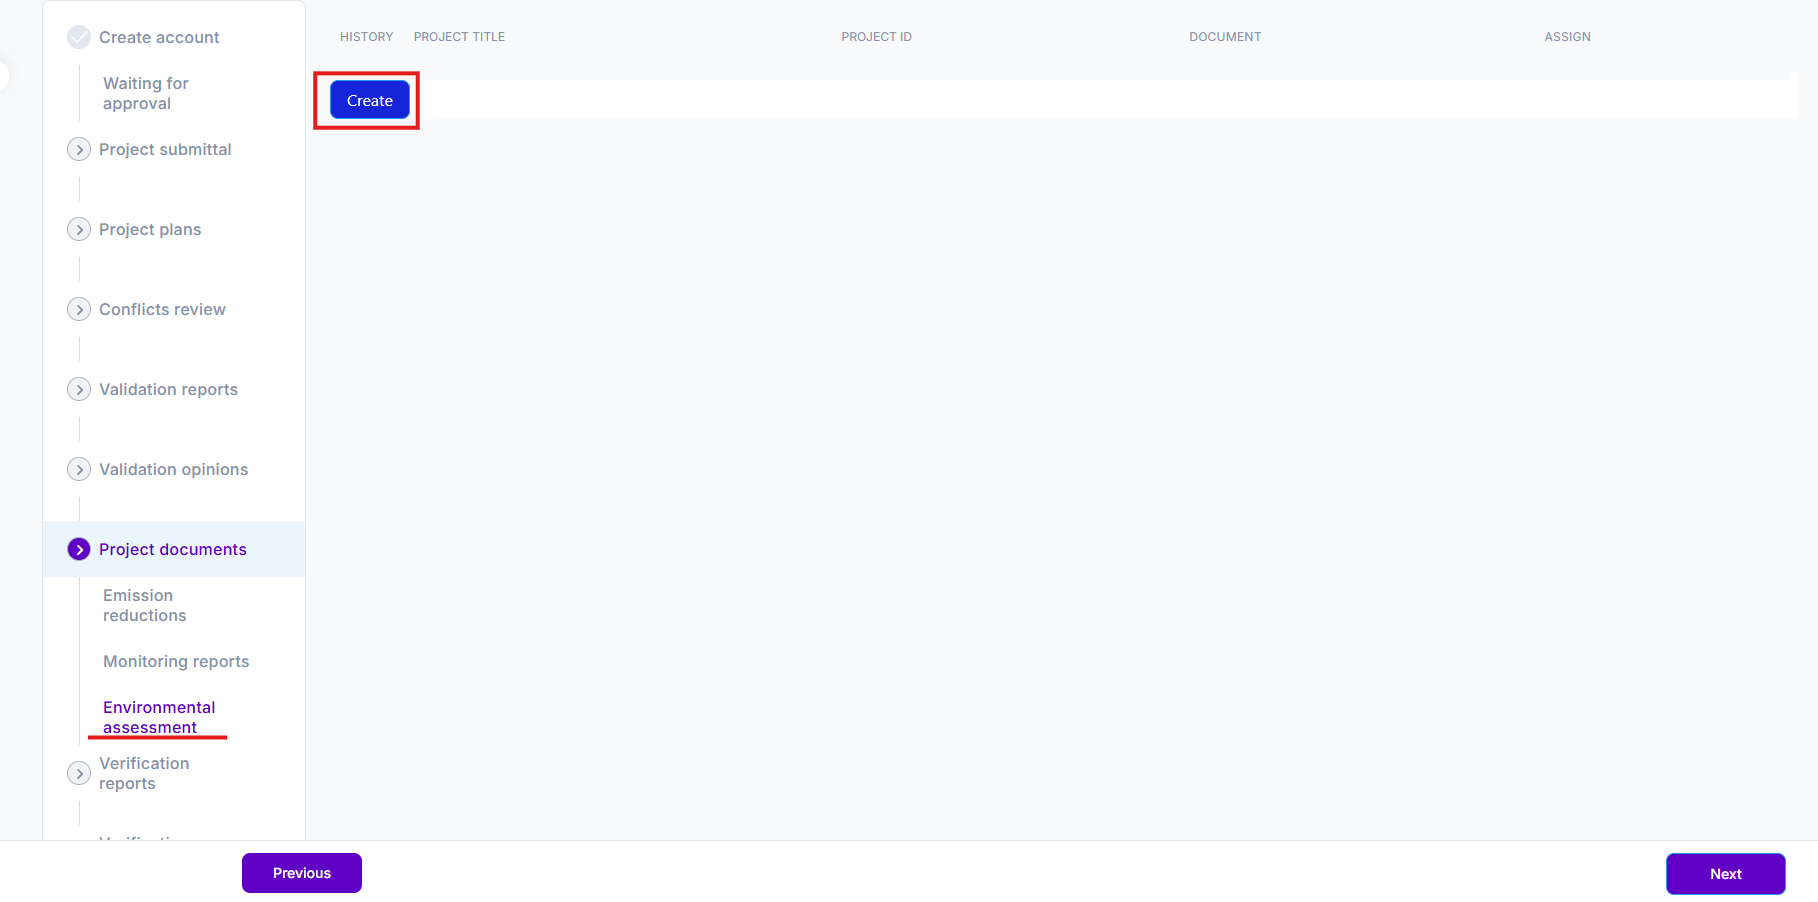 Create account
Waiting for
approval
Project submittal
Project plans
Conflicts review
Validation reports
Validation opinions
Project documents
Emission
reductions
Monitoring reports
Environmental
assessment
Verification
reports
HISTORY PROJECT TITLE PROJECT ID DOCUMENT ASSIGN
Create
Previous
Next